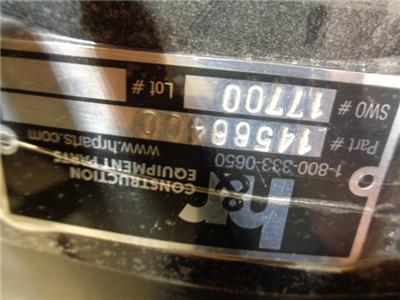 h&r
CONSTRUCTION
EQUIPMENT PARTS
1-800-333-0650
www.hrparts.com
Part # 14566400
SWO # 17700
Lot #